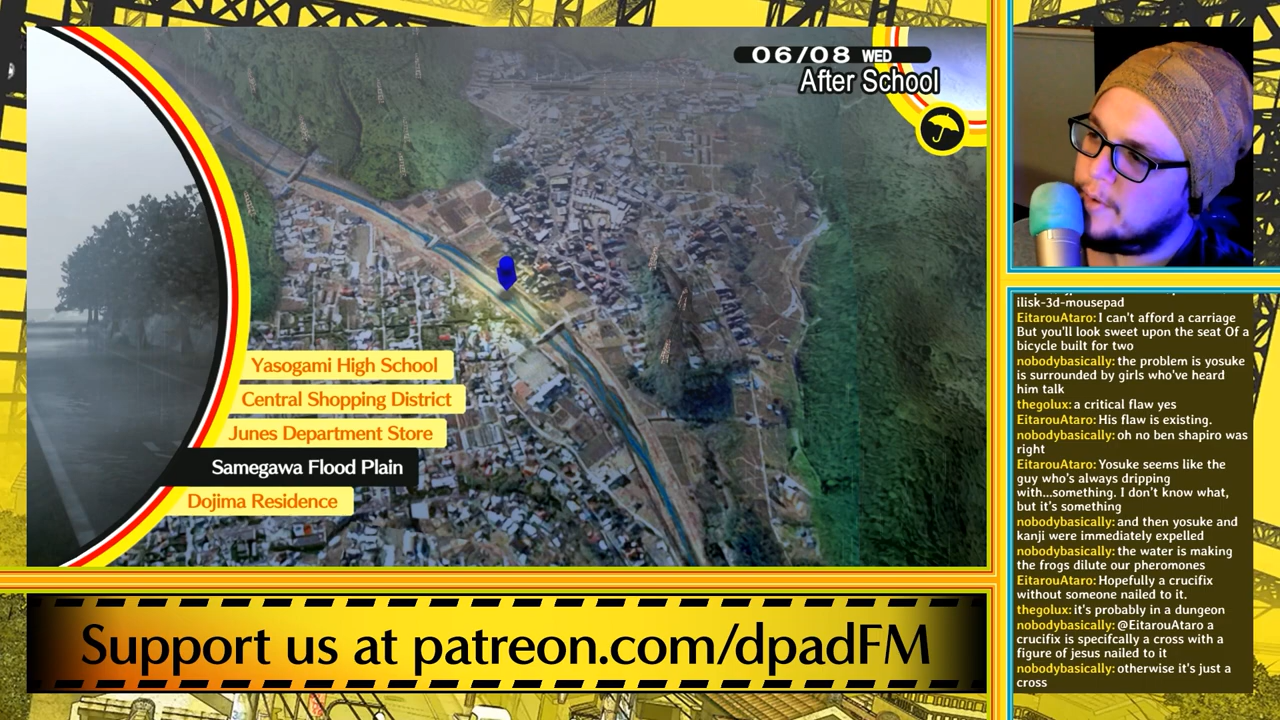 06/08 WED
After School
Yasogami High School
Central Shopping District
Junes Department Store
Samegawa Flood Plain
Dojima Residence
Support us at patreon.com/dpadFM
ilisk-3d-mousepad
EitarouAtaro: I can't afford a carriage
But you'll look sweet upon the seat Of a
bicycle built for two
nobodybasically: the problem is yosuke
is surrounded by girls who've heard
him talk
thegolux: a critical flaw yes
EitarouAtaro: His flaw is existing.
nobodybasically: oh no ben shapiro was
right
EitarouAtaro: Yosuke seems like the
guy who's always dripping
with...something. I don't know what,
but it's something
nobodybasically: and then yosuke and
kanji were immediately expelled
nobodybasically: the water is making
the frogs dilute our pheromones
EitarouAtaro: Hopefully a crucifix
without someone nailed to it.
thegolux: it's probably in a dungeon
nobodybasically: @EitarouAtaro a
crucifix is specifcally a cross with a
figure of jesus nailed to it
nobodybasically: otherwise it's just a
cross